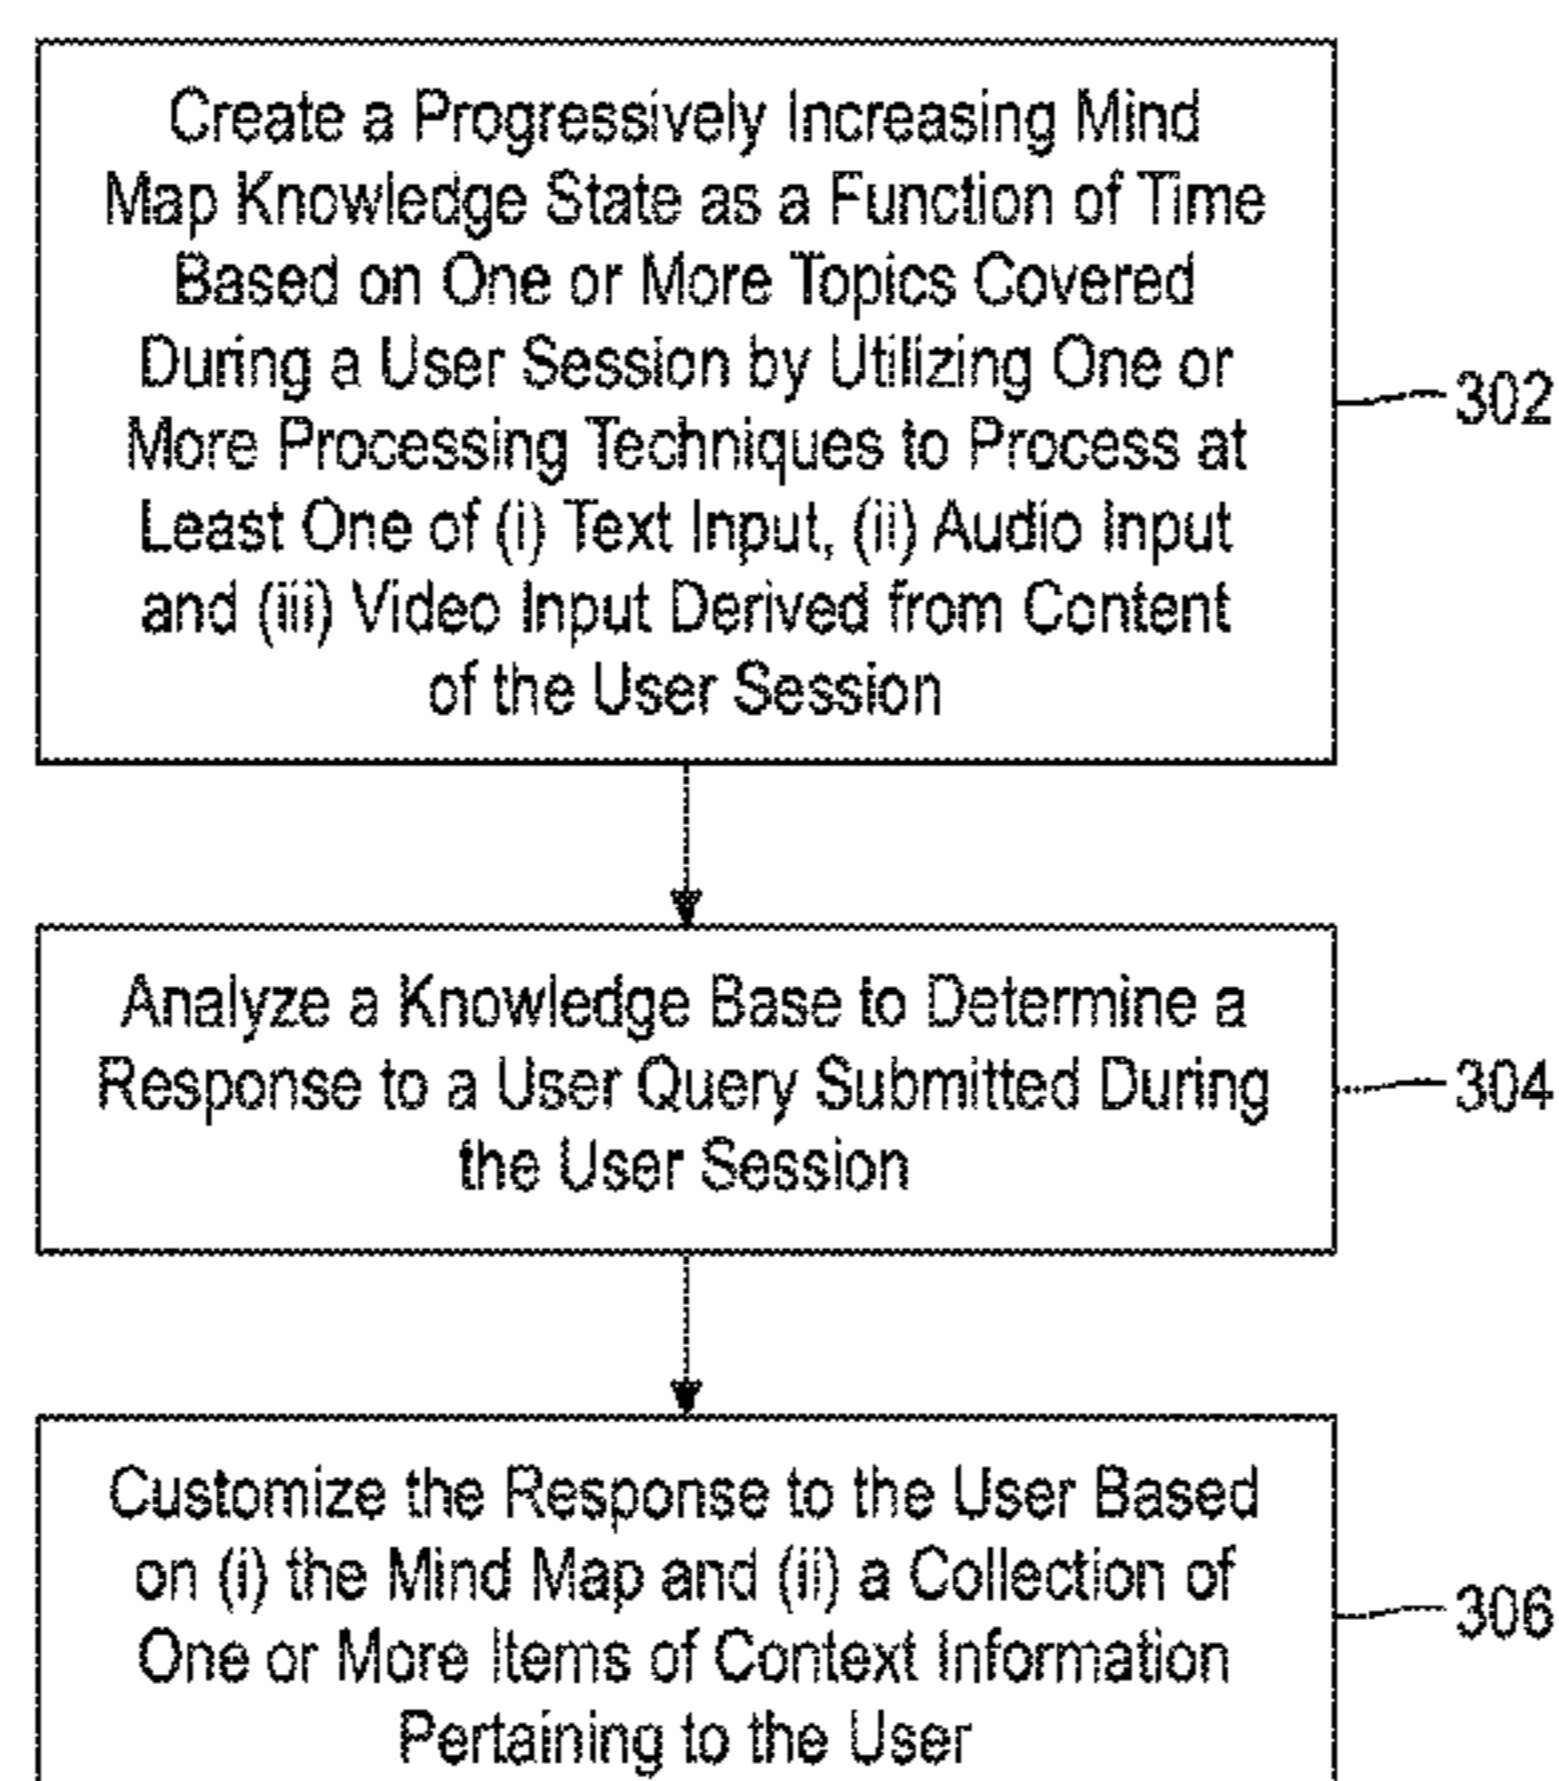 Create a Progressively Increasing Mind
Map Knowledge State as a Function of Time
Based on One or More Topics Covered
During a User Session by Utilizing One or
More Processing Techniques to Process at
Least One of (i) Text Input, (ii) Audio Input
and (iii) Video Input Derived from Content
of the User Session
302
Analyze a Knowledge Base to Determine a
Response to a User Query Submitted During
the User Session
304
Customize the Response to the User Based
on (i) the Mind Map and (ii) a Collection of
One or More Items of Context Information
Pertaining to the User
306